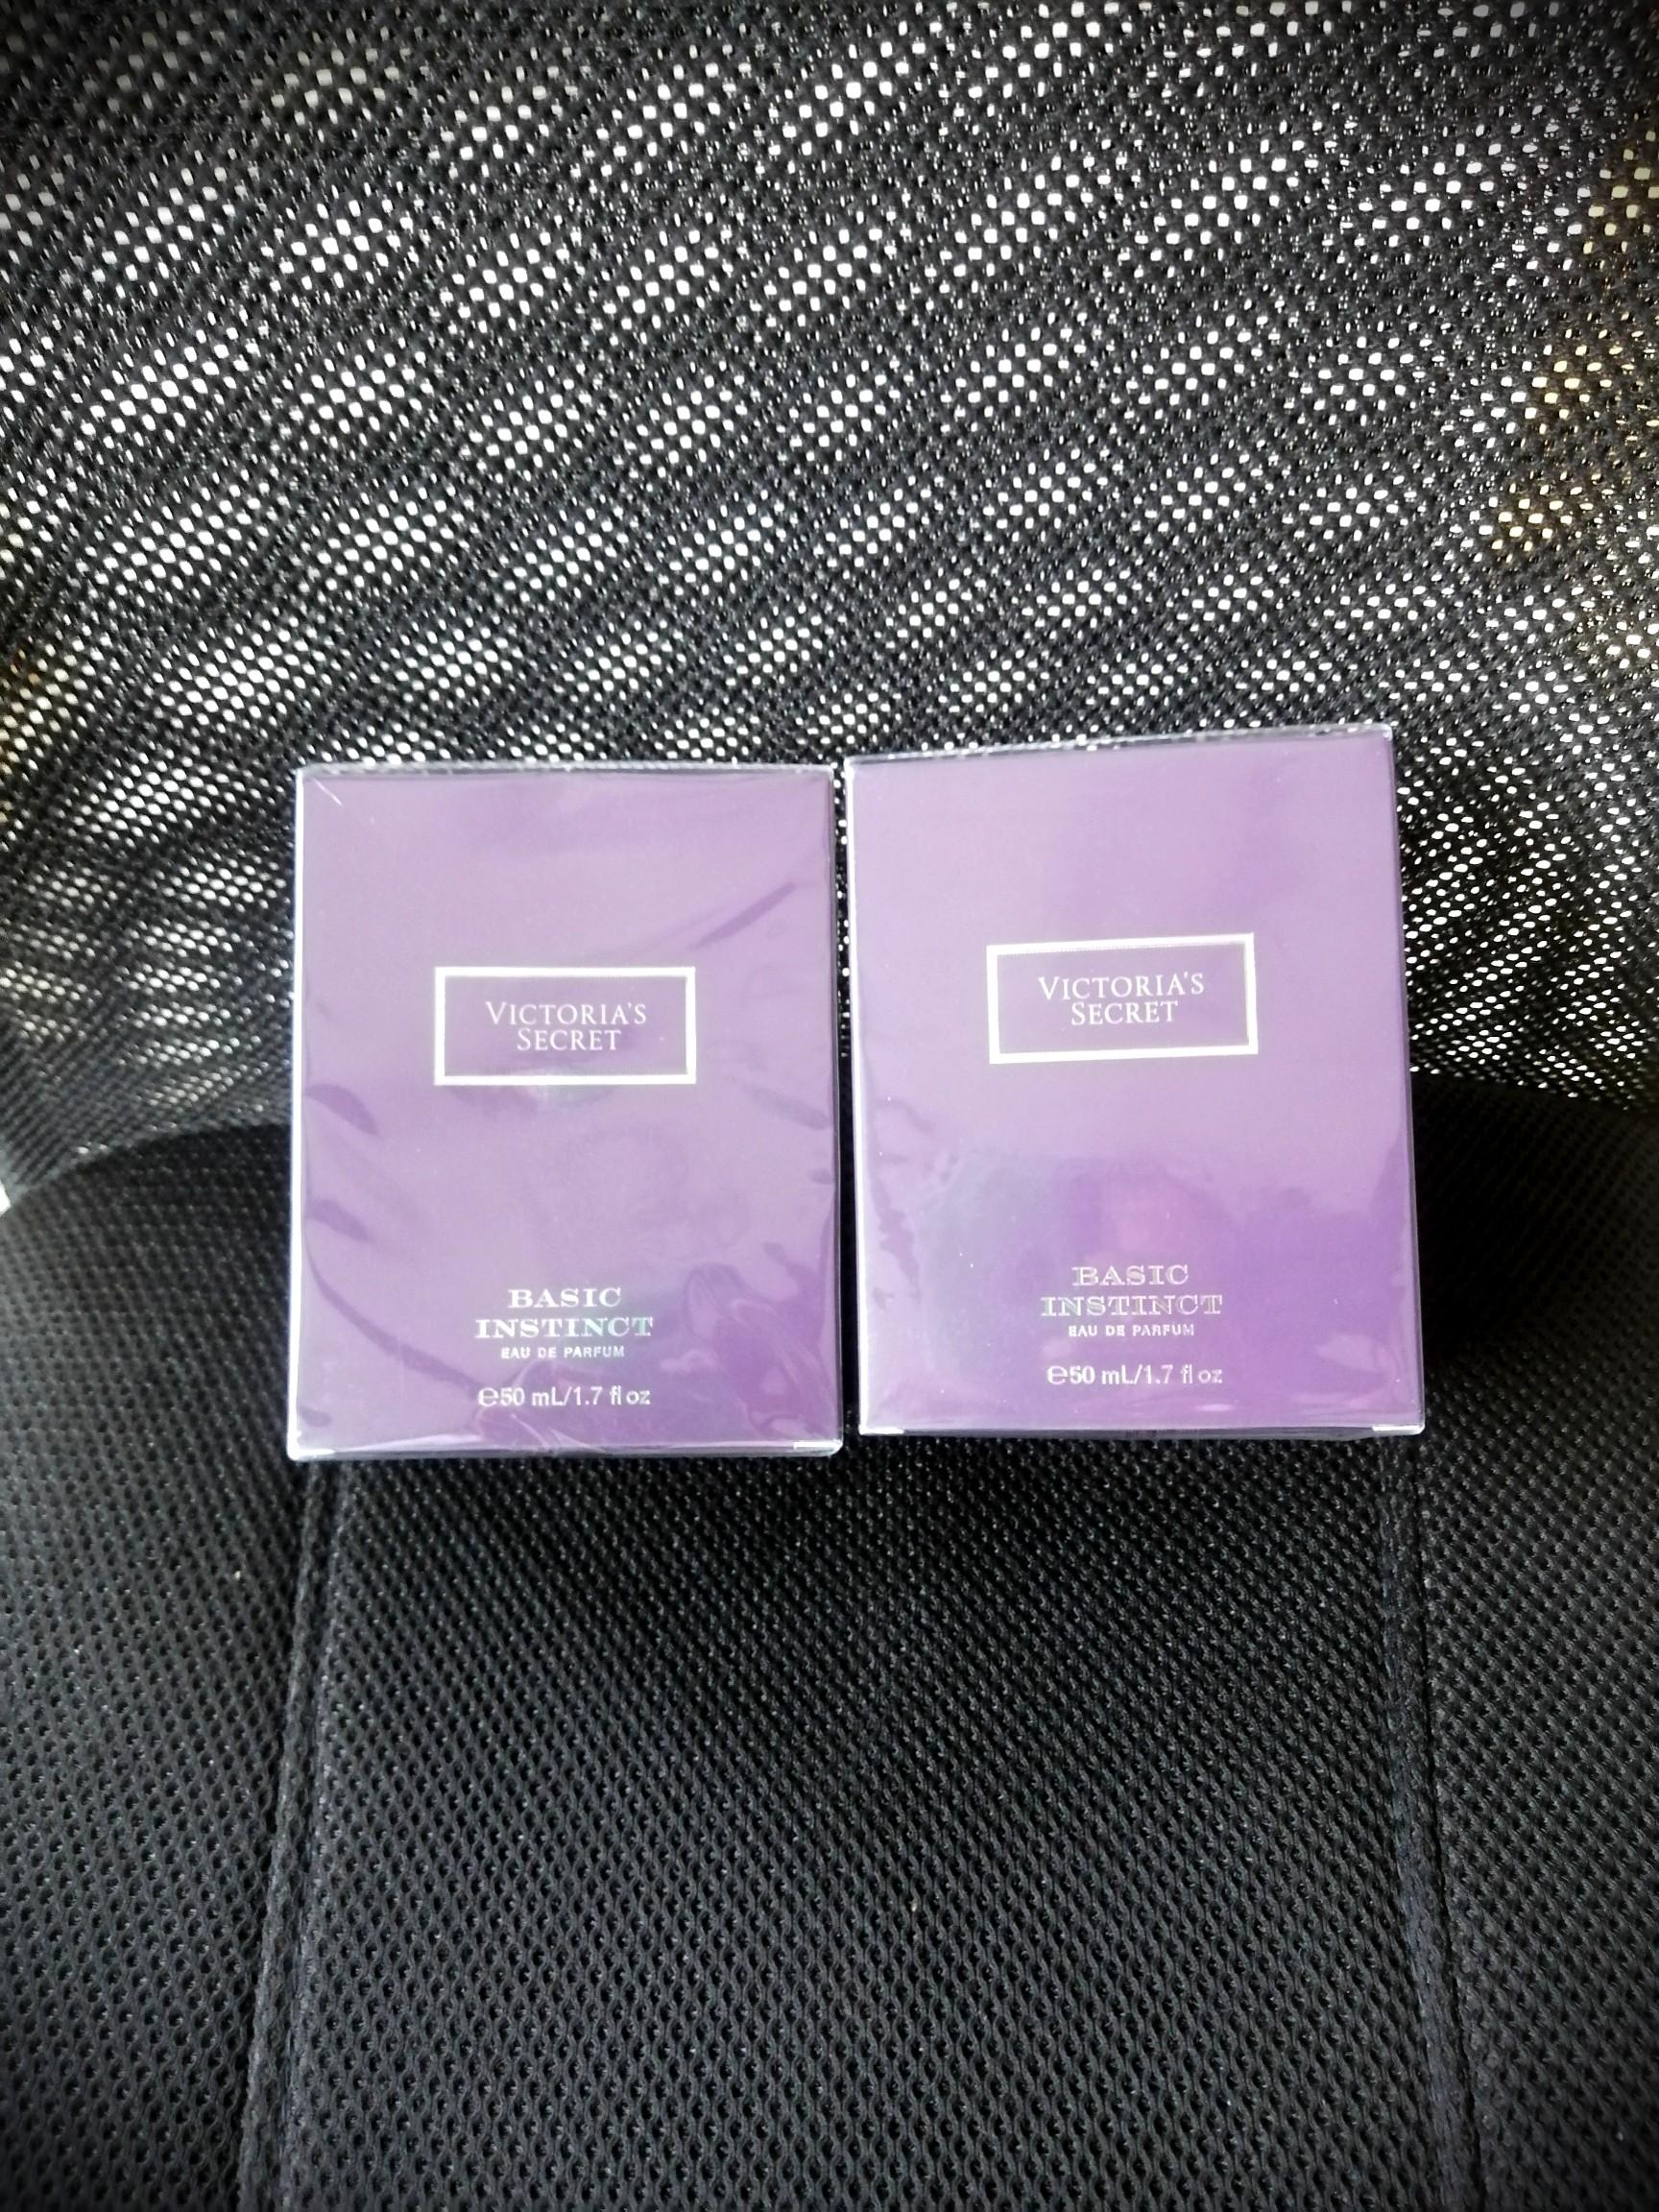 VICTORIA'S
SECRET
BASIC
INSTINCT
EAU DE PARFUM
℮50 mL/1.7 fl oz
VICTORIA'S
SECRET
BASIC
INSTINCT
EAU DE PARFUM
℮50 mL/1.7 fl oz